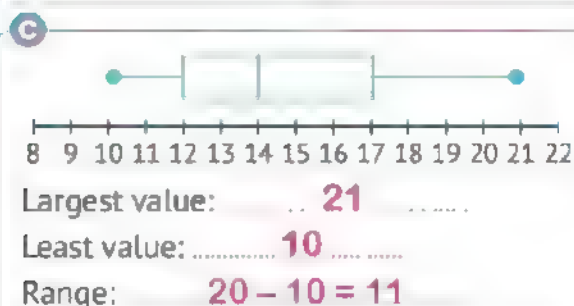 C
8 9 10 11 12 13 14 15 16 17 18 19 20 21 22
Largest value: 21
Least value: 10
Range: 20 – 10 = 11